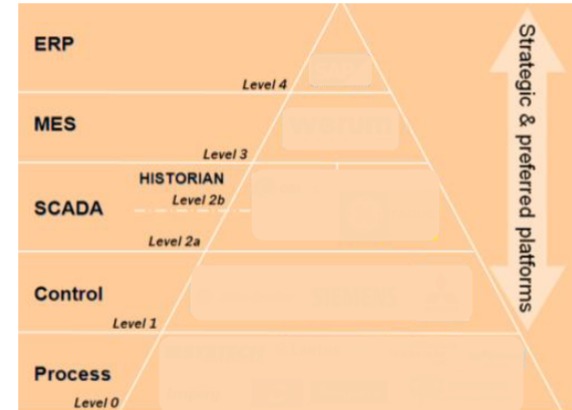 ERP
Level 4
MES
Level 3
HISTORIAN
Level 2b
SCADA
Level 2a
Control
Level 1
Process
Level 0
Strategic & preferred platforms